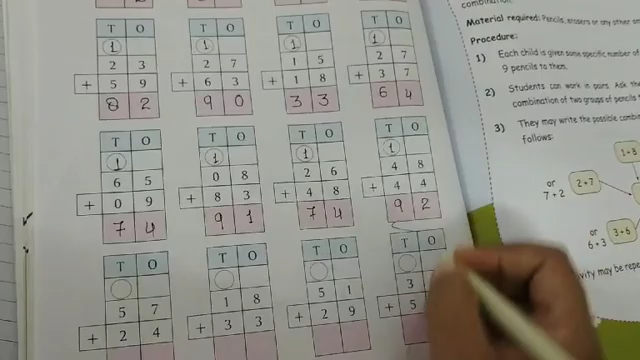 T O T O T O T O
1 1 1 1
2 3 2 7 1 5 2 7
+ 5 9 + 6 3 + 1 8 + 3 7
8 2 9 0 3 3 6 4
T O T O T O T O
1 1 1 1
6 5 0 8 2 6 4 8
+ 0 9 + 8 3 + 4 8 + 4 4
7 4 9 1 7 4 9 2
T O T O T O T O
5 7 1 8 5 1 3
+ 2 4 + 3 3 + 2 9 + 5
combination.
Material required: Pencils, erasers or any other
Procedure:
1) Each child is given some specific number of
9 pencils to them.
2) Students can work in pairs. Ask
combination of two groups of pencils
3) They may write the possible
follows:
1+8
or 2+7
7+2
or 3+6
6+3
may be